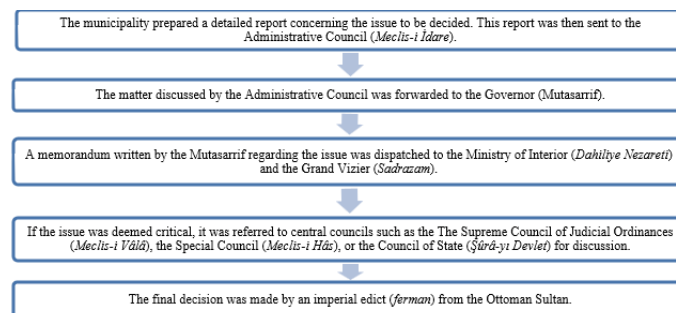 The municipality prepared a detailed report concerning the issue to be decided. This report was then sent to the
Administrative Council (Meclis-i İdare).
The matter discussed by the Administrative Council was forwarded to the Governor (Mutasarrif).
A memorandum written by the Mutasarrif regarding the issue was dispatched to the Ministry of Interior (Dahiliye Nezareti)
and the Grand Vizier (Sadrazam).
If the issue was deemed critical, it was referred to central councils such as the The Supreme Council of Judicial Ordinances
(Meclis-i Vâlâ), the Special Council (Meclis-i Hâs), or the Council of State (Şûrâ-yı Devlet) for discussion.
The final decision was made by an imperial edict (ferman) from the Ottoman Sultan.